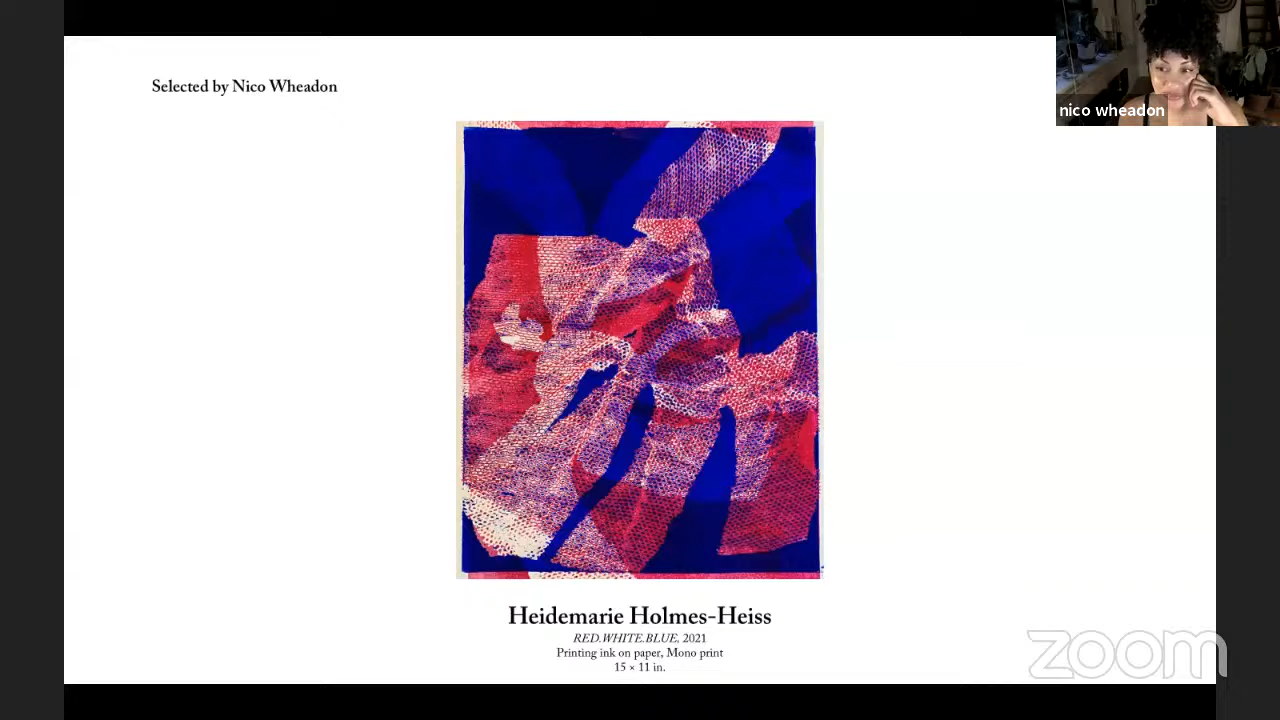 Selected by Nico Wheadon
nico wheadon
Heidemarie Holmes-Heiss
RED.WHITE.BLUE, 2021
Printing ink on paper, Mono print
15 × 11 in.
zoom